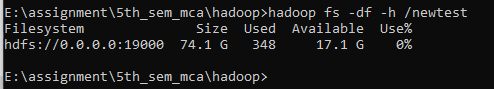 E:\assignment\5th_sem_mca\hadoop>hadoop fs -df -h /newtest
Filesystem Size Used Available Use%
hdfs://0.0.0.0:19000 74.1 G 348 17.1 G 0%
E:\assignment\5th_sem_mca\hadoop>